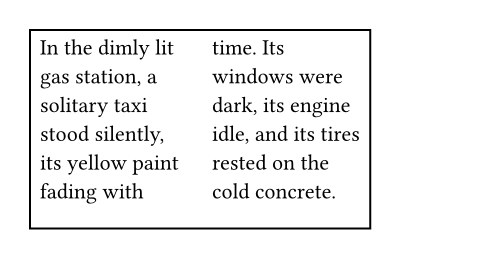 In the dimly lit
gas station, a
solitary taxi
stood silently,
its yellow paint
fading with
time. Its
windows were
dark, its engine
idle, and its tires
rested on the
cold concrete.